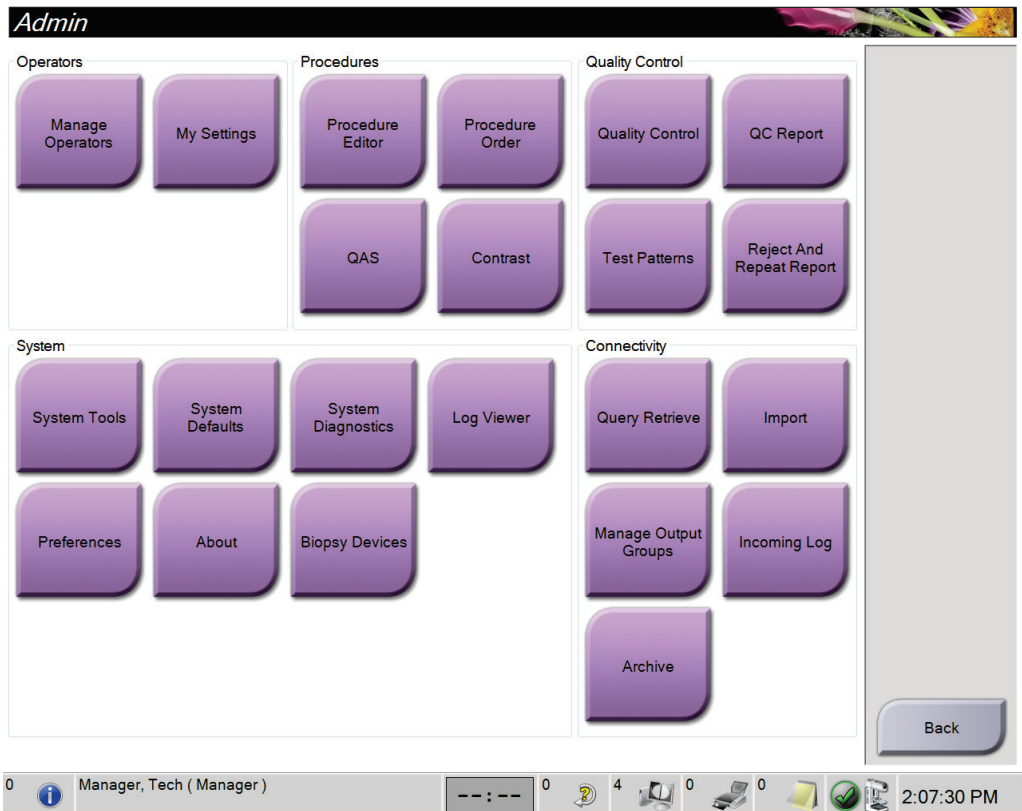 Admin
Operators
Manage
Operators
My Settings
Procedures
Procedure
Editor
Procedure
Order
QAS
Contrast
Quality Control
Quality Control
QC Report
Test Patterns
Reject And
Repeat Report
System
System Tools
System
Defaults
System
Diagnostics
Log Viewer
Preferences
About
Biopsy Devices
Connectivity
Query Retrieve
Import
Manage Output
Groups
Incoming Log
Archive
Back
0
Manager, Tech ( Manager )
--:--
0
4
0
0
2:07:30 PM